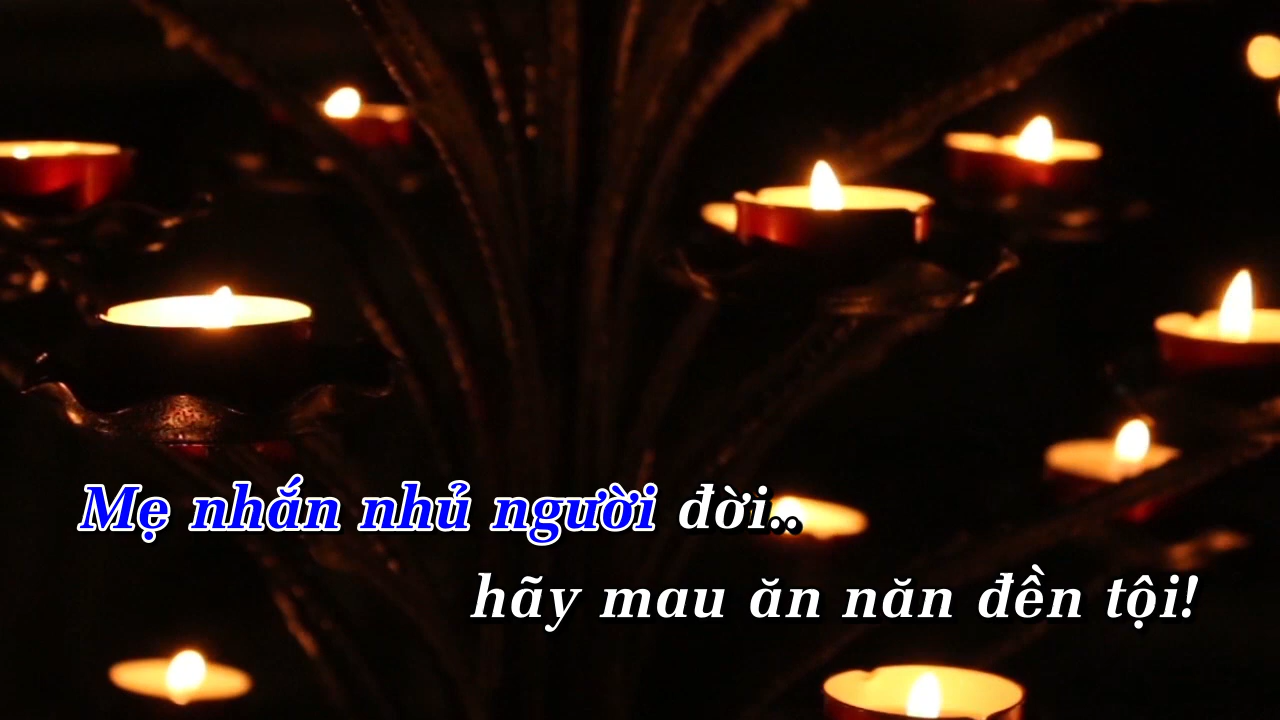 Mẹ nhắn nhủ người đời..
hãy mau ăn năn đền tội!